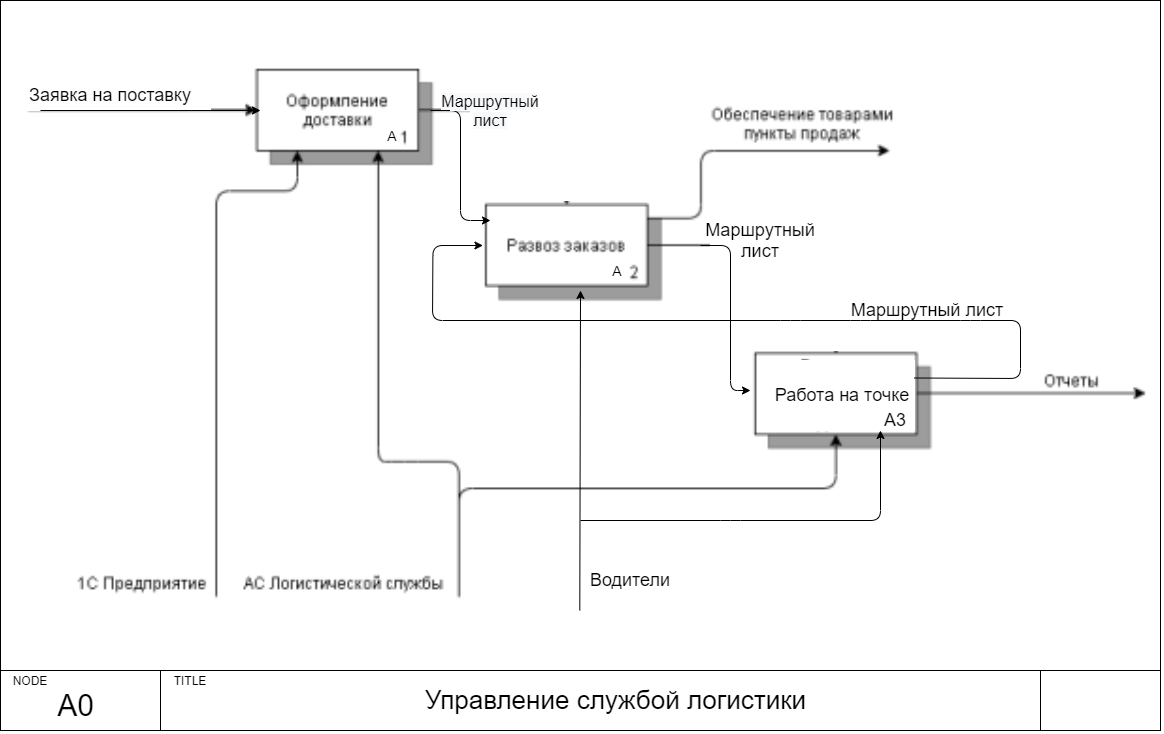 Заявка на поставку
Оформление
доставки
А 1
Маршрутный
лист
Обеспечение товарами
пункты продаж
Развоз заказов
А 2
Маршрутный
лист
Маршрутный лист
Работа на точке
А3
Отчеты
1С Предприятие
АС Логистической службы
Водители
NODE
А0
TITLE
Управление службой логистики